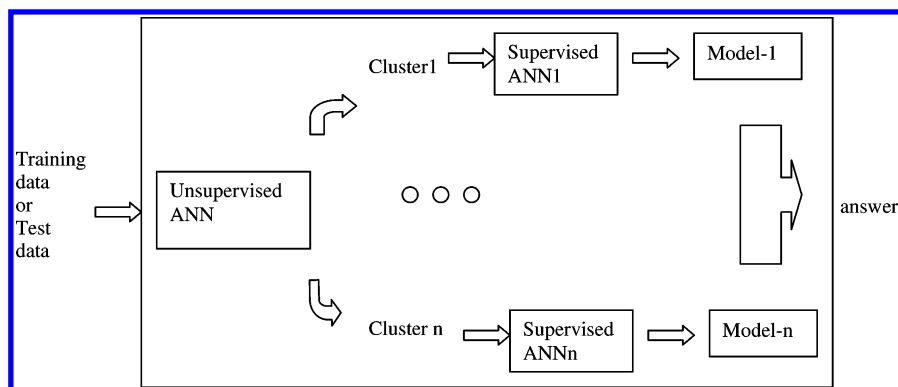 Training
data
or
Test
data
Unsupervised
ANN
Cluster1
Supervised
ANN1
Model-1
Cluster n
Supervised
ANNn
Model-n
answer